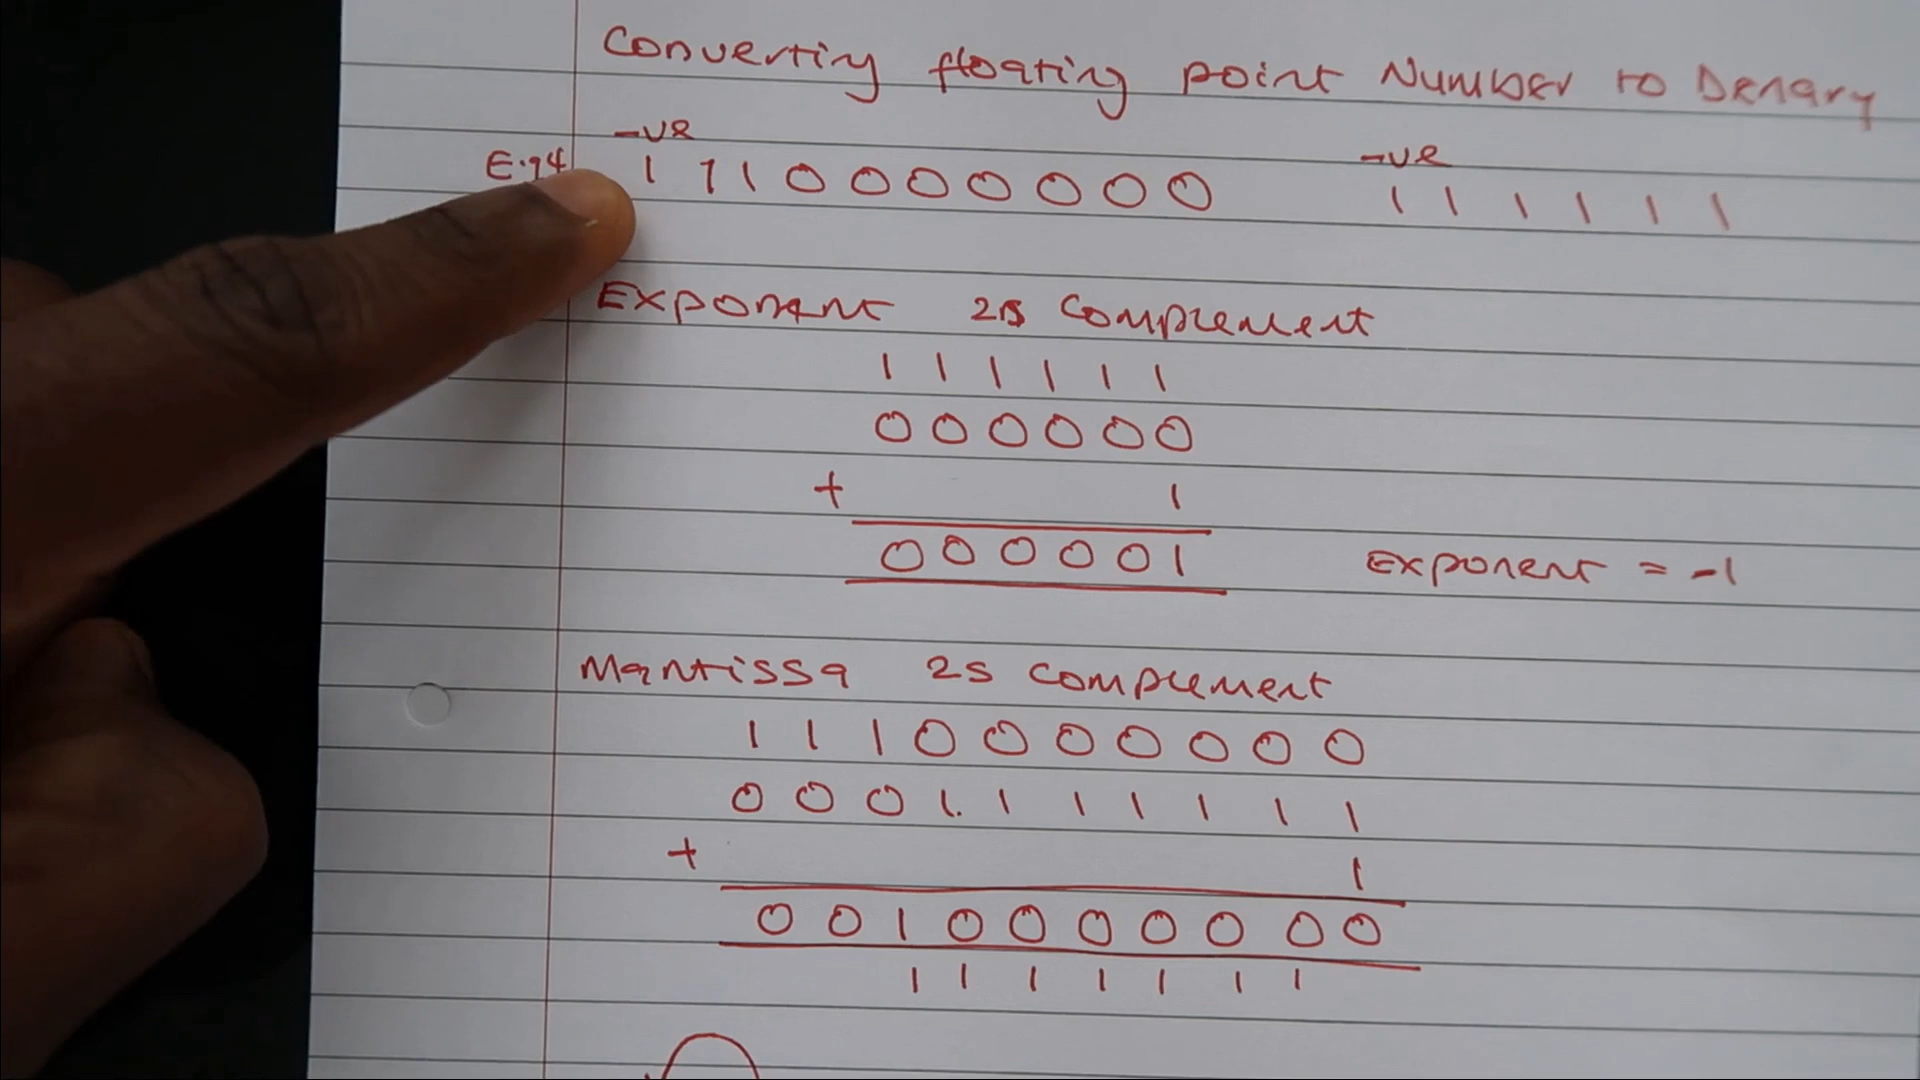 Converting floating point Number to Denary
-ve -ve
E.g4 1 1 1 0 0 0 0 0 0 0 1 1 1 1 1 1
Exponent 2s Complement
1 1 1 1 1 1
0 0 0 0 0 0
+ 1
0 0 0 0 0 1 Exponent = -1
Mantissa 2s Complement
1 1 1 0 0 0 0 0 0 0
0 0 0 1. 1 1 1 1 1 1 1
+ 1
0 0 1 0 0 0 0 0 0 0
1 1 1 1 1 1 1